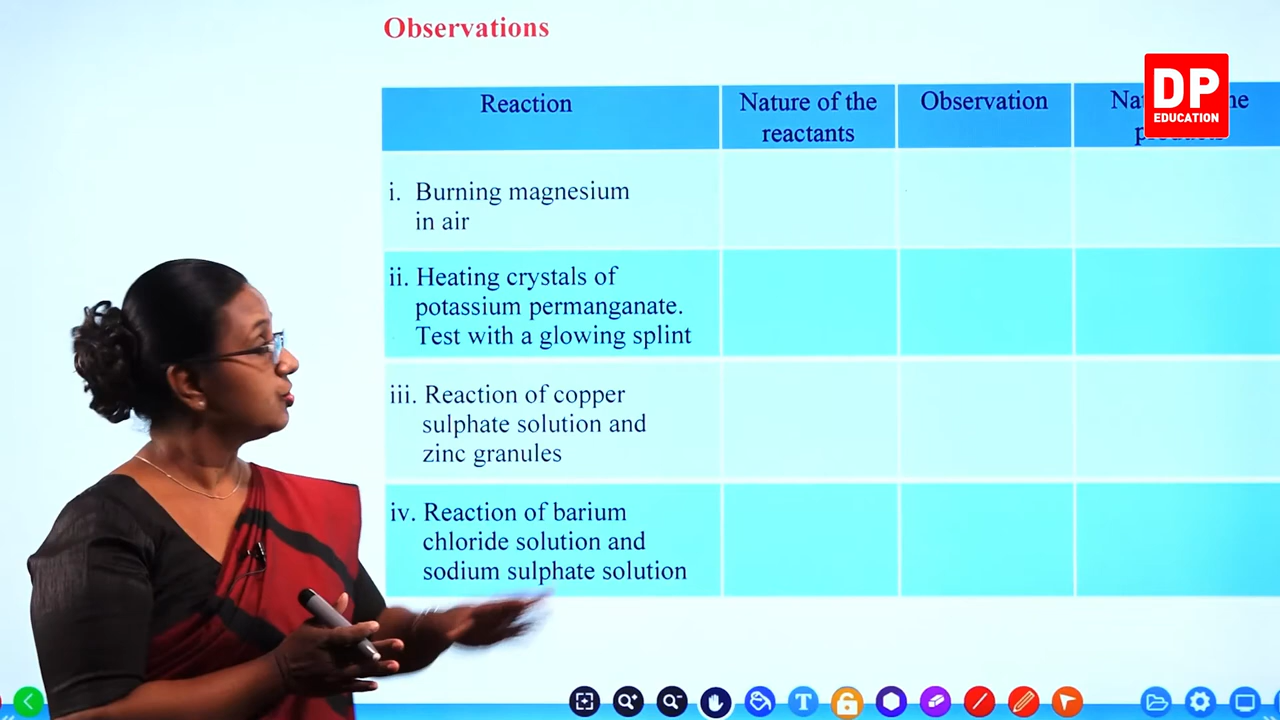 Observations
DP
EDUCATION
Reaction
Nature of the
reactants
Observation
the
i. Burning magnesium
in air
ii. Heating crystals of
potassium permanganate.
Test with a glowing splint
iii. Reaction of copper
sulphate solution and
zinc granules
iv. Reaction of barium
chloride solution and
sodium sulphate solution
T